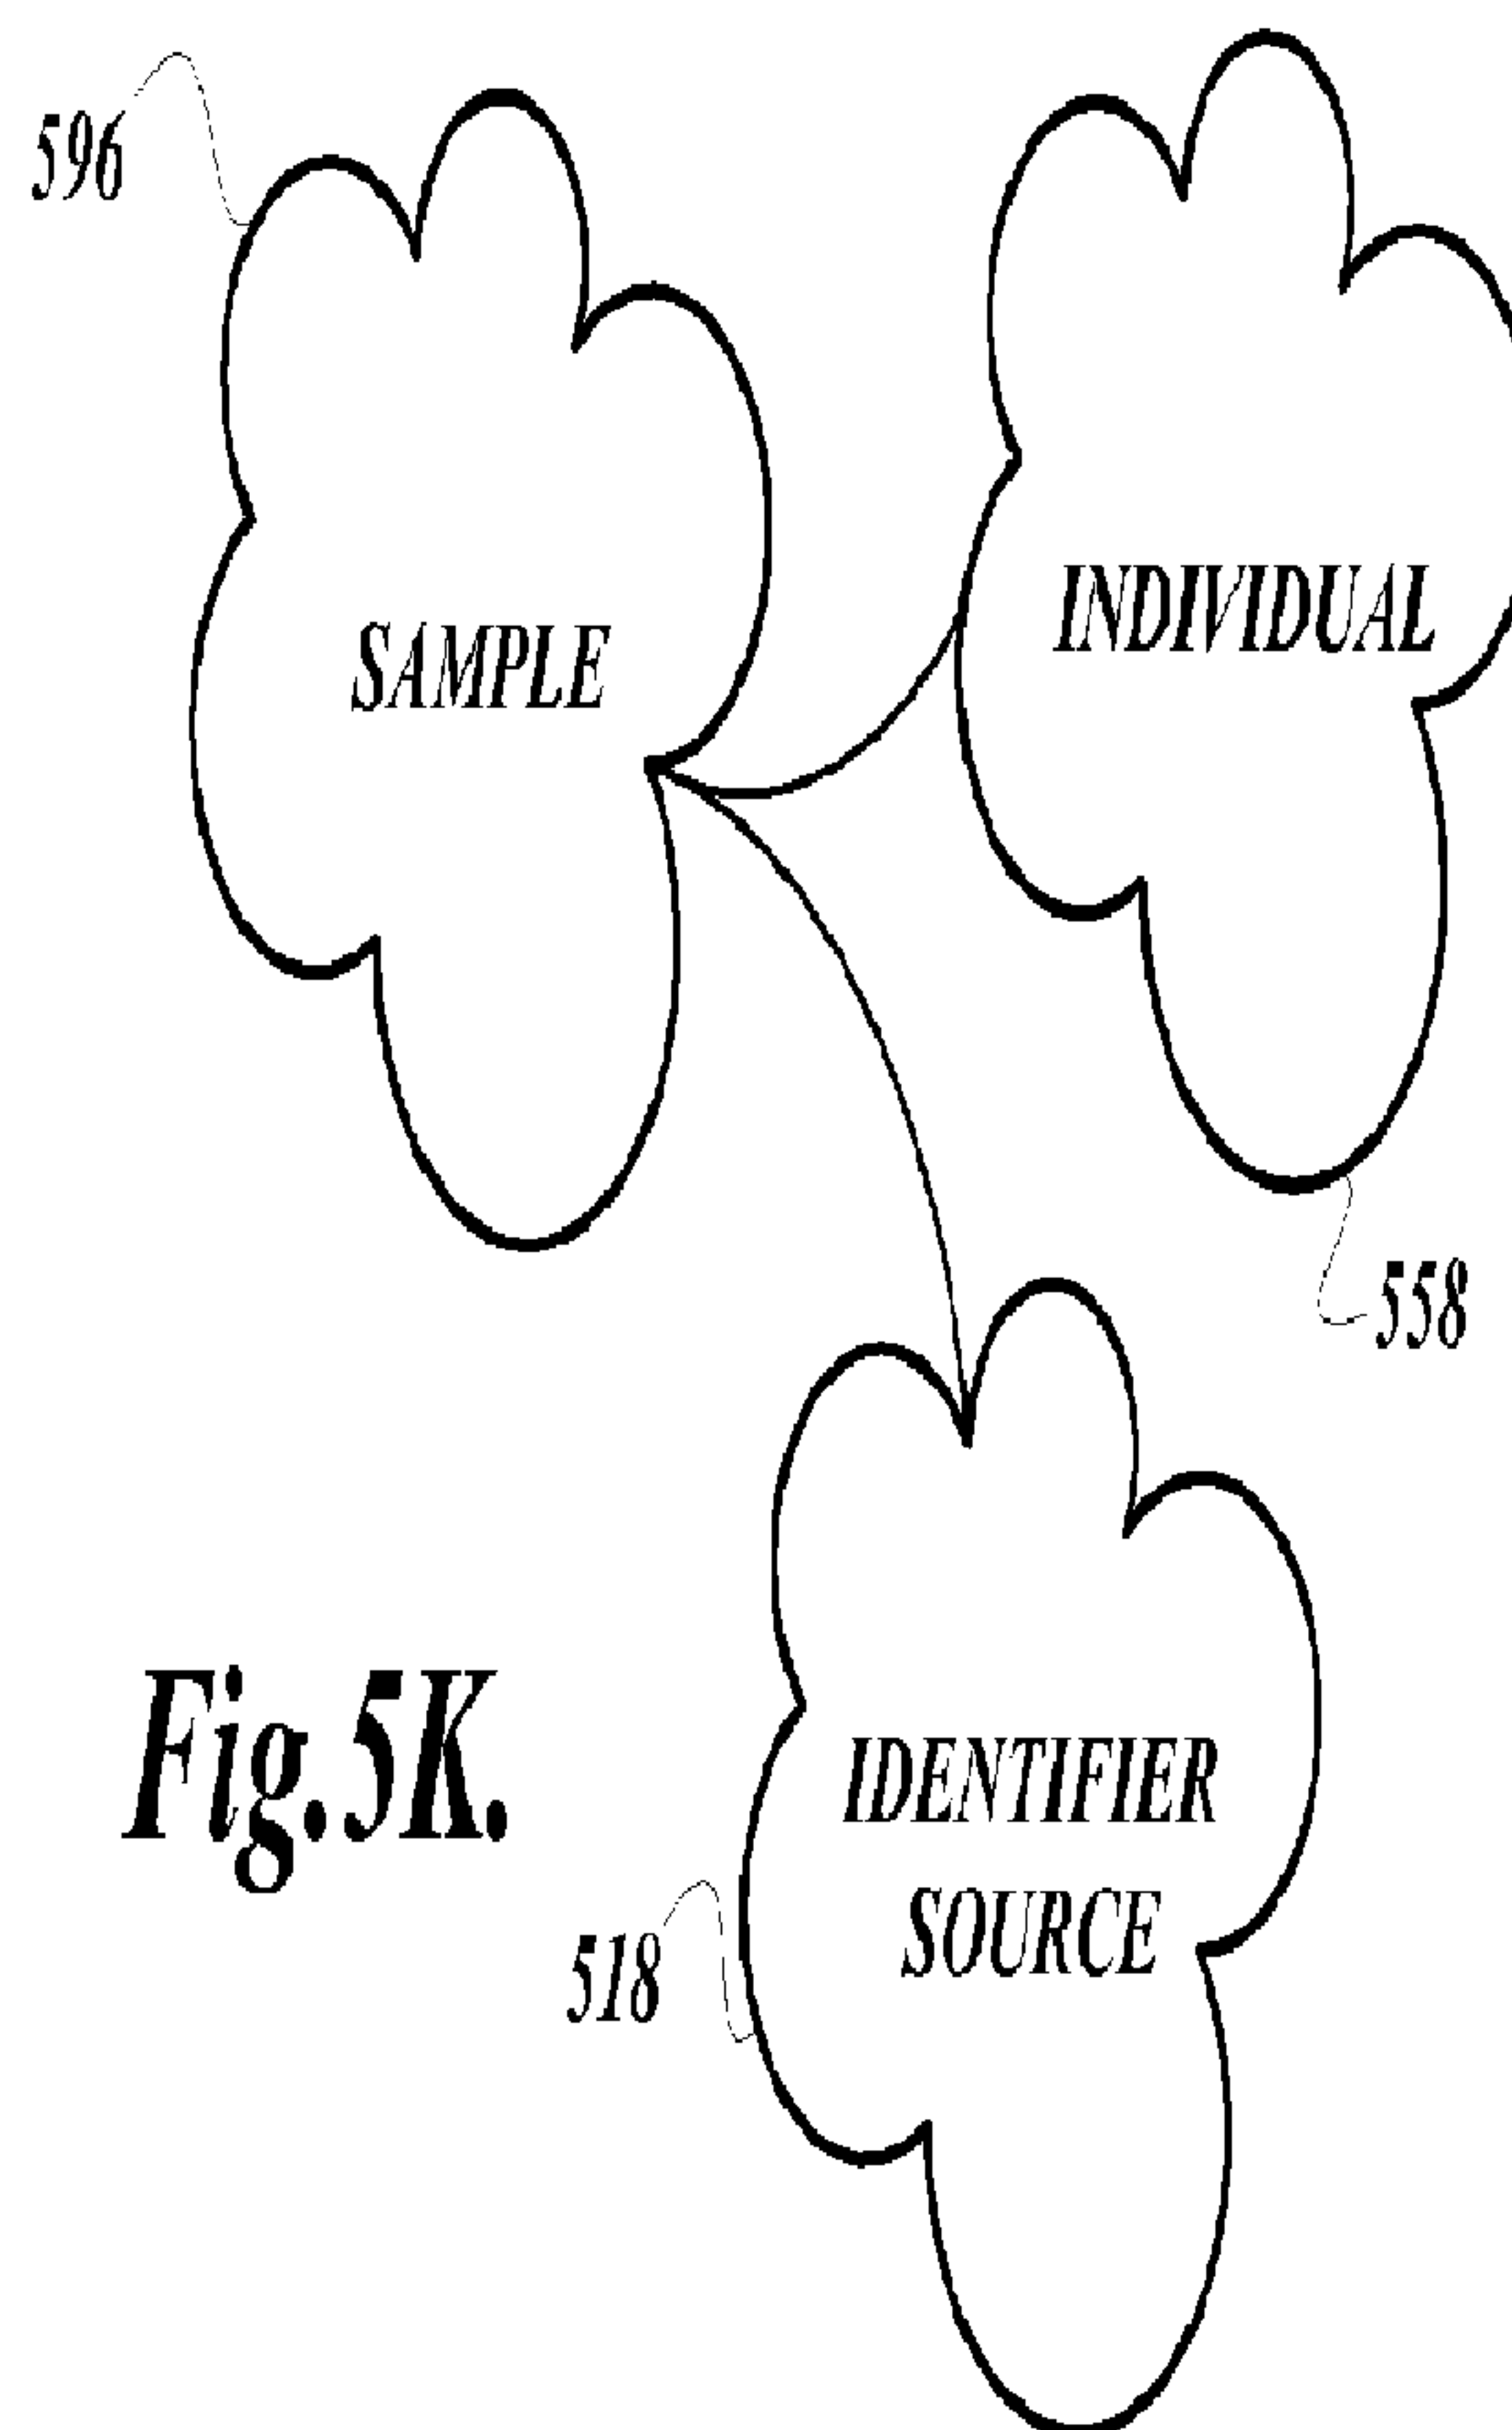 596
SAMPLE
INDIVIDUAL
558
IDENTIFIER
SOURCE
518
Fig.5K.